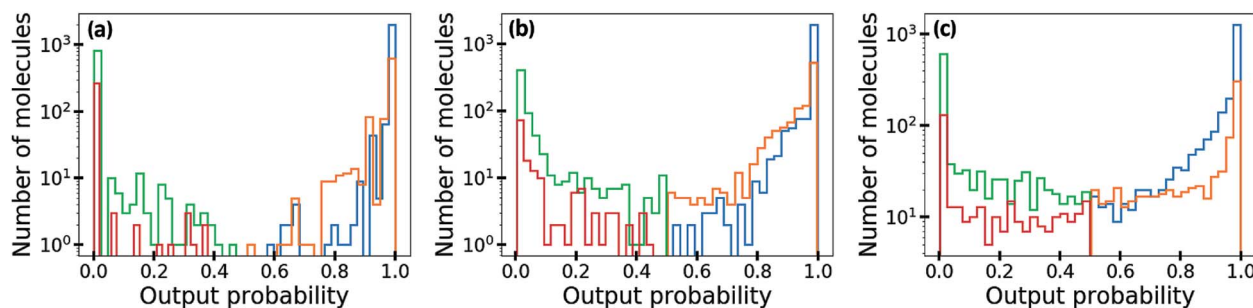 (a)
Number of molecules
10³
10²
10¹
10⁰
0.0 0.2 0.4 0.6 0.8 1.0
Output probability
(b)
Number of molecules
10³
10²
10¹
10⁰
0.0 0.2 0.4 0.6 0.8 1.0
Output probability
(c)
Number of molecules
10³
10²
10¹
0.0 0.2 0.4 0.6 0.8 1.0
Output probability